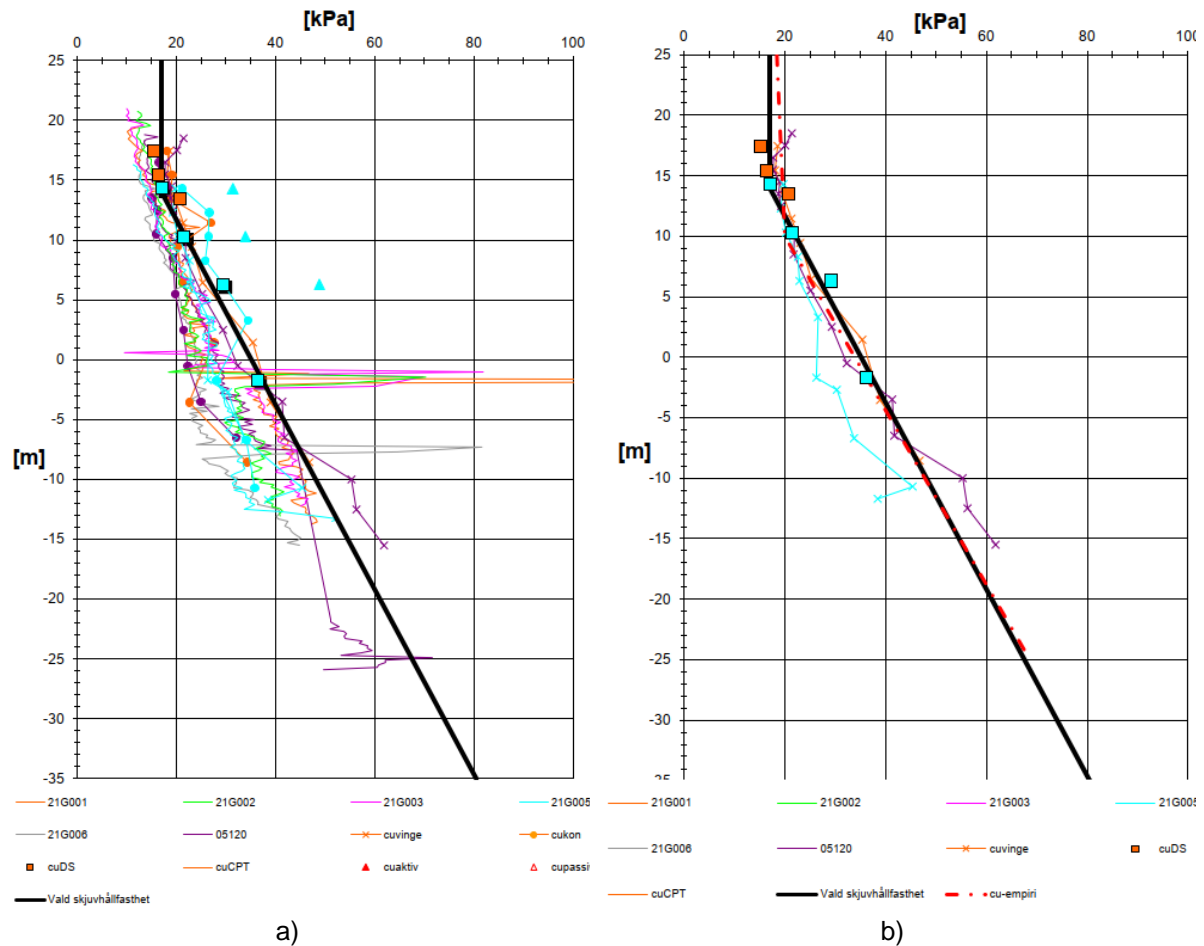 [kPa]
0 20 40 60 80 100
25
20
15
10
5
0
-5
-10
-15
-20
-25
-30
-35
[m]
21G001 21G002 21G003 21G005
21G006 05120 cuvinge cukon
cuDS cuCPT cuaktiv cupassi
Vald skjuvhållfasthet
a)
[kPa]
0 20 40 60 80 100
25
20
15
10
5
0
-5
-10
-15
-20
-25
-30
25
[m]
21G001 21G002 21G003 21G005
21G006 05120 cuvinge cuDS
cuCPT Vald skjuvhållfasthet cu-empiri
b)